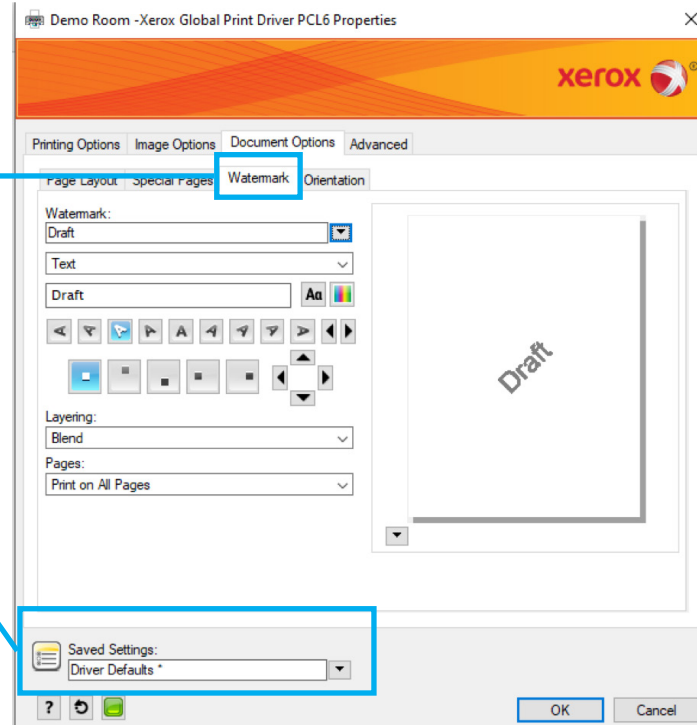 Demo Room -Xerox Global Print Driver PCL6 Properties
xerox ®
Printing Options Image Options Document Options Advanced
Page Layout Special Pages Watermark Orientation
Watermark:
Draft
Text
Draft Aa
A A A A A A A A A
Draft
Layering:
Blend
Pages:
Print on All Pages
Saved Settings:
Driver Defaults *
?
OK Cancel